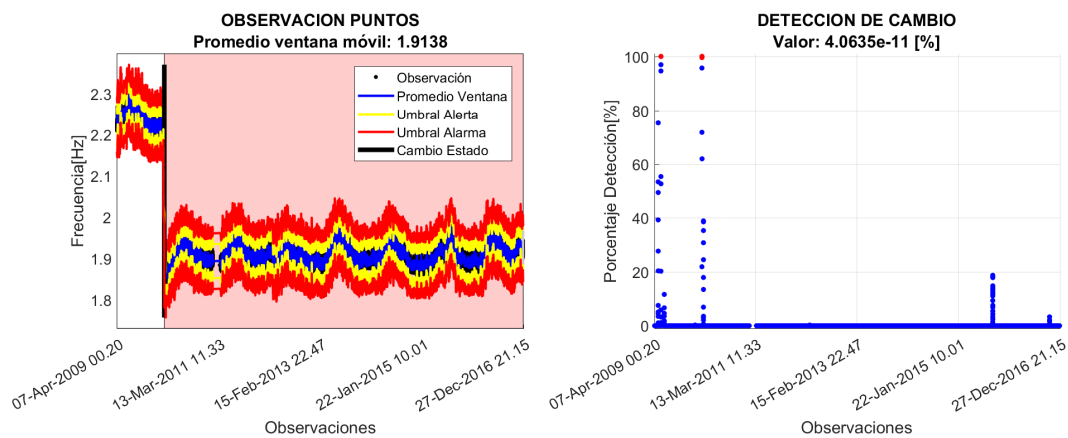 OBSERVACION PUNTOS
Promedio ventana móvil: 1.9138
Frecuencia[Hz]
2.3
2.2
2.1
2
1.9
1.8
Observación
Promedio Ventana
Umbral Alerta
Umbral Alarma
Cambio Estado
07-Apr-2009 00.20
13-Mar-2011 11:33
15-Feb-2013 22.47
22-Jan-2015 10.01
27-Dec-2016 21.15
Observaciones
DETECCION DE CAMBIO
Valor: 4.0635e-11 [%]
Porcentaje Detección[%]
100
80
60
40
20
0
07-Apr-2009 00.20
13-Mar-2011 11:33
15-Feb-2013 22:47
22-Jan-2015 10.01
27-Dec-2016 21.15
Observaciones